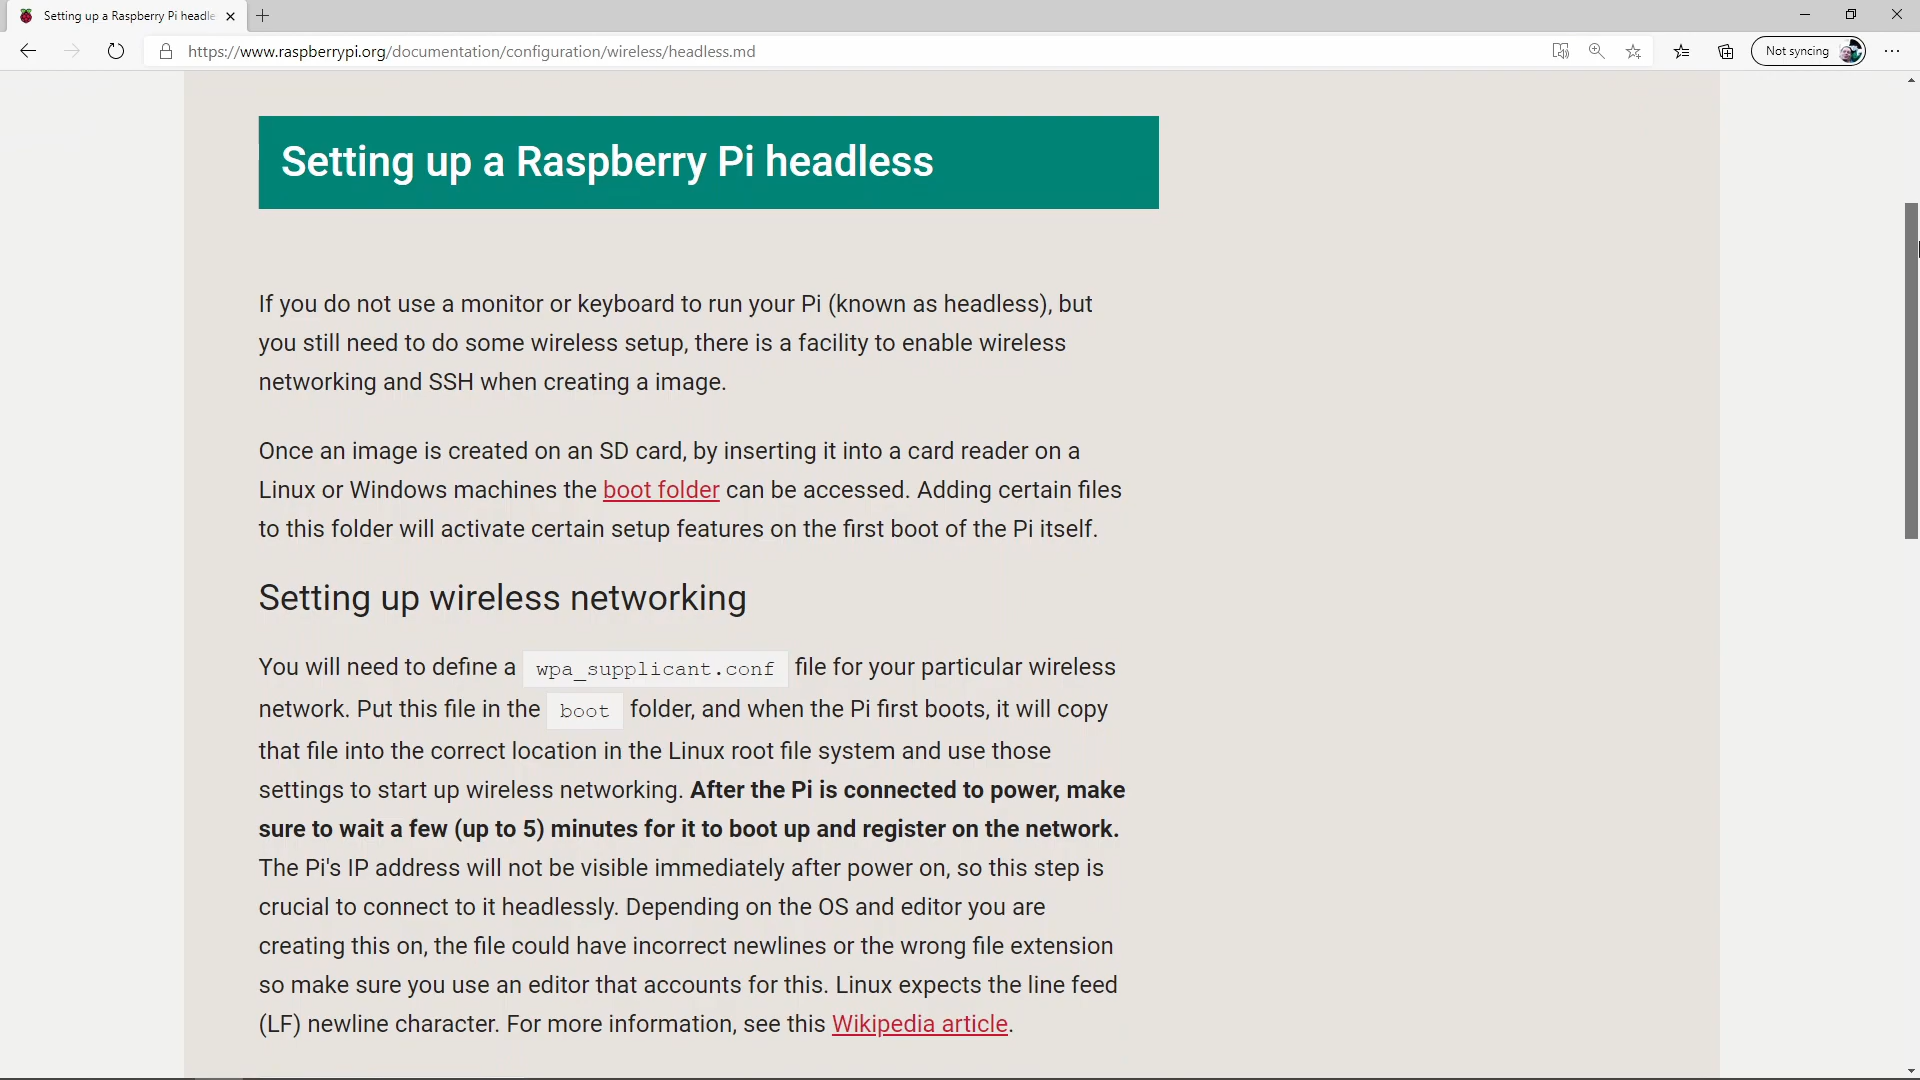 Setting up a Raspberry Pi headle
https://www.raspberrypi.org/documentation/configuration/wireless/headless.md
Not syncing
Setting up a Raspberry Pi headless
If you do not use a monitor or keyboard to run your Pi (known as headless), but
you still need to do some wireless setup, there is a facility to enable wireless
networking and SSH when creating a image.
Once an image is created on an SD card, by inserting it into a card reader on a
Linux or Windows machines the boot folder can be accessed. Adding certain files
to this folder will activate certain setup features on the first boot of the Pi itself.
Setting up wireless networking
You will need to define a wpa_supplicant.conf file for your particular wireless
network. Put this file in the boot folder, and when the Pi first boots, it will copy
that file into the correct location in the Linux root file system and use those
settings to start up wireless networking. After the Pi is connected to power, make
sure to wait a few (up to 5) minutes for it to boot up and register on the network.
The Pi's IP address will not be visible immediately after power on, so this step is
crucial to connect to it headlessly. Depending on the OS and editor you are
creating this on, the file could have incorrect newlines or the wrong file extension
so make sure you use an editor that accounts for this. Linux expects the line feed
(LF) newline character. For more information, see this Wikipedia article.